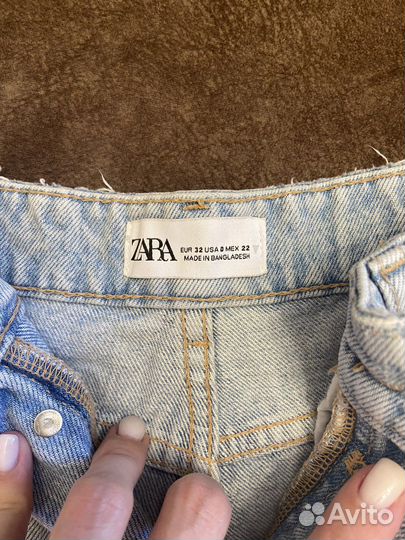 ZARA
EUR 32 USA 0 MEX 22
MADE IN BANGLADESH
Avito